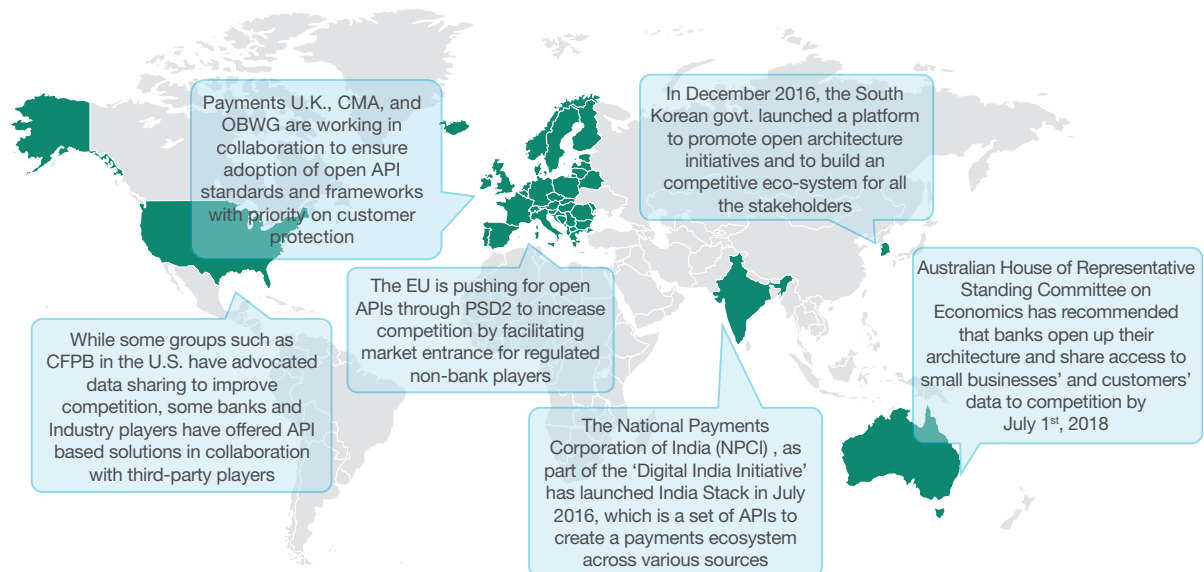 Payments U.K., CMA, and
OBWG are working in
collaboration to ensure
adoption of open API
standards and frameworks
with priority on customer
protection
In December 2016, the South
Korean govt. launched a platform
to promote open architecture
initiatives and to build an
competitive eco-system for all
the stakeholders
While some groups such as
CFPB in the U.S. have advocated
data sharing to improve
competition, some banks and
Industry players have offered API
based solutions in collaboration
with third-party players
The EU is pushing for open
APIs through PSD2 to increase
competition by facilitating
market entrance for regulated
non-bank players
The National Payments
Corporation of India (NPCI) , as
part of the ‘Digital India Initiative’
has launched India Stack in July
2016, which is a set of APIs to
create a payments ecosystem
across various sources
Australian House of Representative
Standing Committee on
Economics has recommended
that banks open up their
architecture and share access to
small businesses’ and customers’
data to competition by
July 1st, 2018